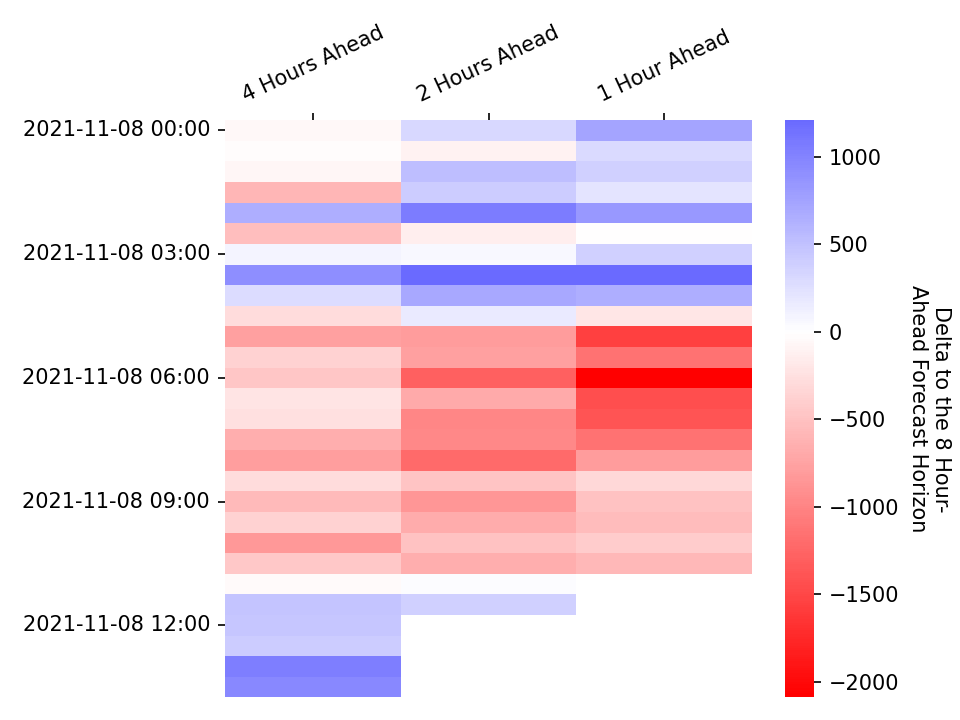 4 Hours Ahead
2 Hours Ahead
1 Hour Ahead
2021-11-08 00:00
2021-11-08 03:00
2021-11-08 06:00
2021-11-08 09:00
2021-11-08 12:00
1000
500
0
−500
−1000
−1500
−2000
Delta to the 8 Hour-
Ahead Forecast Horizon